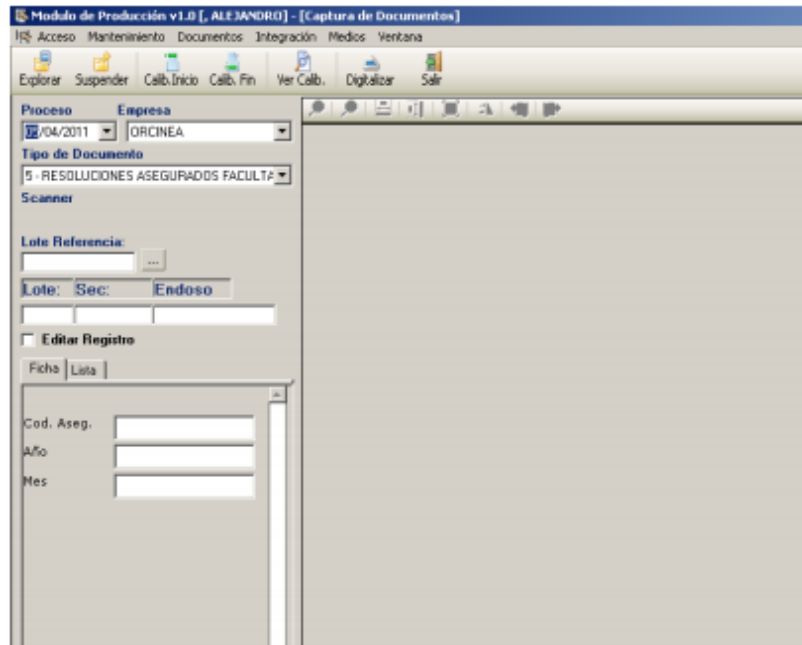 Modulo de Producción v1.0 [, ALEJANDRO] - [Captura de Documentos]
Acceso Mantenimiento Documentos Integración Medios Ventana
Explorar Suspender Calib.Inicio Calib. Fin Ver Calib. Digitalizar Salir
Proceso Empresa
05/04/2011 ORCINEA
Tipo de Documento
5 - RESOLUCIONES ASEGURADOS FACULTA
Scanner
Lote Referencia:
...
Lote: Sec: Endoso
Editar Registro
Ficha Lista
Cod. Aseg.
Año
Mes